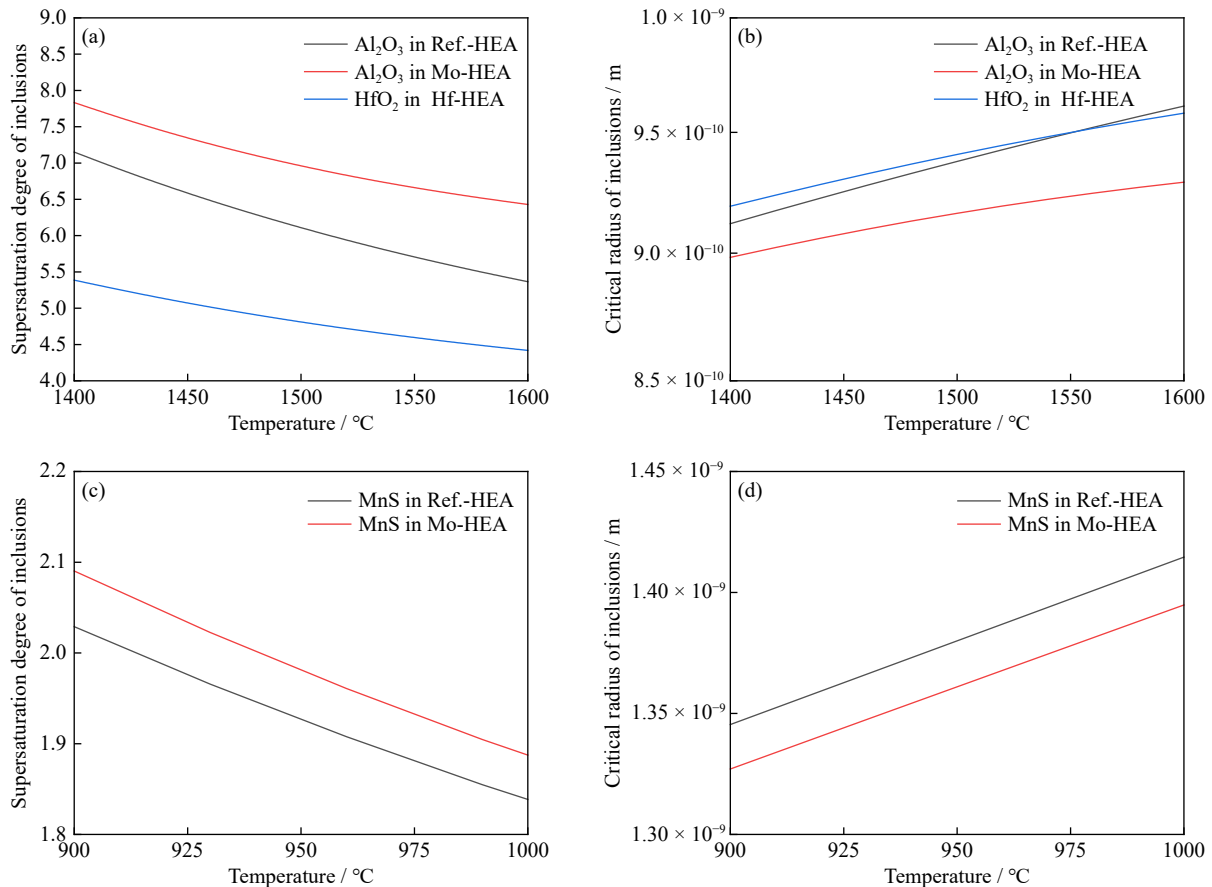 (a)
Al₂O₃ in Ref.-HEA
Al₂O₃ in Mo-HEA
HfO₂ in Hf-HEA
Supersaturation degree of inclusions
9.0
8.5
8.0
7.5
7.0
6.5
6.0
5.5
5.0
4.5
4.0
1400 1450 1500 1550 1600
Temperature / °C
(b)
Al₂O₃ in Ref.-HEA
Al₂O₃ in Mo-HEA
HfO₂ in Hf-HEA
Critical radius of inclusions / m
1.0 × 10⁻⁹
9.5 × 10⁻¹⁰
9.0 × 10⁻¹⁰
8.5 × 10⁻¹⁰
1400 1450 1500 1550 1600
Temperature / °C
(c)
MnS in Ref.-HEA
MnS in Mo-HEA
Supersaturation degree of inclusions
2.2
2.1
2.0
1.9
1.8
900 925 950 975 1000
Temperature / °C
(d)
MnS in Ref.-HEA
MnS in Mo-HEA
Critical radius of inclusions / m
1.45 × 10⁻⁹
1.40 × 10⁻⁹
1.35 × 10⁻⁹
1.30 × 10⁻⁹
900 925 950 975 1000
Temperature / °C